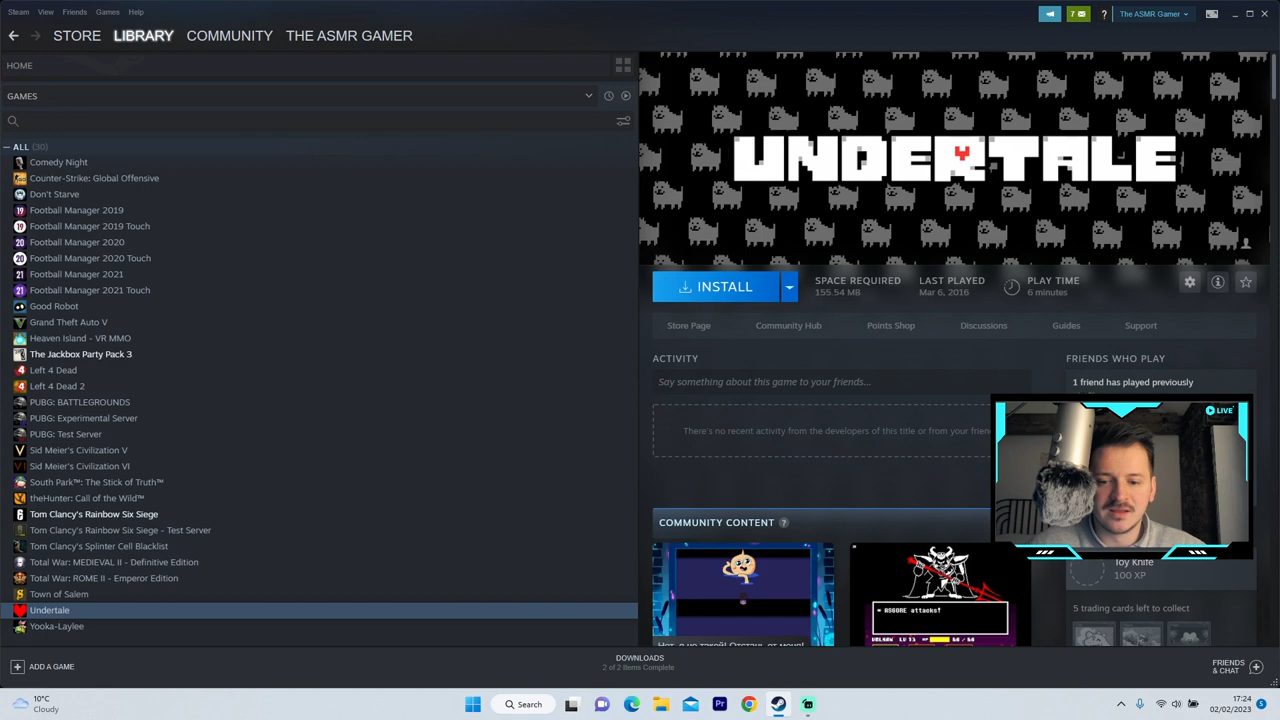 Steam View Friends Games Help
7 ? The ASMR Gamer
STORE LIBRARY COMMUNITY THE ASMR GAMER
HOME
GAMES
ALL (30)
Comedy Night
Counter-Strike: Global Offensive
Don't Starve
Football Manager 2019
Football Manager 2019 Touch
Football Manager 2020
Football Manager 2020 Touch
Football Manager 2021
Football Manager 2021 Touch
Good Robot
Grand Theft Auto V
Heaven Island - VR MMO
The Jackbox Party Pack 3
Left 4 Dead
Left 4 Dead 2
PUBG: BATTLEGROUNDS
PUBG: Experimental Server
PUBG: Test Server
Sid Meier's Civilization V
Sid Meier's Civilization VI
South Park™: The Stick of Truth™
theHunter: Call of the Wild™
Tom Clancy's Rainbow Six Siege
Tom Clancy's Rainbow Six Siege - Test Server
Tom Clancy's Splinter Cell Blacklist
Total War: MEDIEVAL II - Definitive Edition
Total War: ROME II - Emperor Edition
Town of Salem
Undertale
Yooka-Laylee
UNDERTALE
INSTALL
SPACE REQUIRED
155.54 MB
LAST PLAYED
Mar 6, 2016
PLAY TIME
6 minutes
Store Page Community Hub Points Shop Discussions Guides Support
ACTIVITY
Say something about this game to your friends...
There's no recent activity from the developers of this title or from your
FRIENDS WHO PLAY
1 friend has played previously
LIVE
COMMUNITY CONTENT ?
* ASGORE attacks!
Toy Knife
100 XP
5 trading cards left to collect
ADD A GAME
DOWNLOADS
2 of 2 Items Complete
FRIENDS
& CHAT
10°C
Cloudy
Search
Pr
17:24
02/02/2023